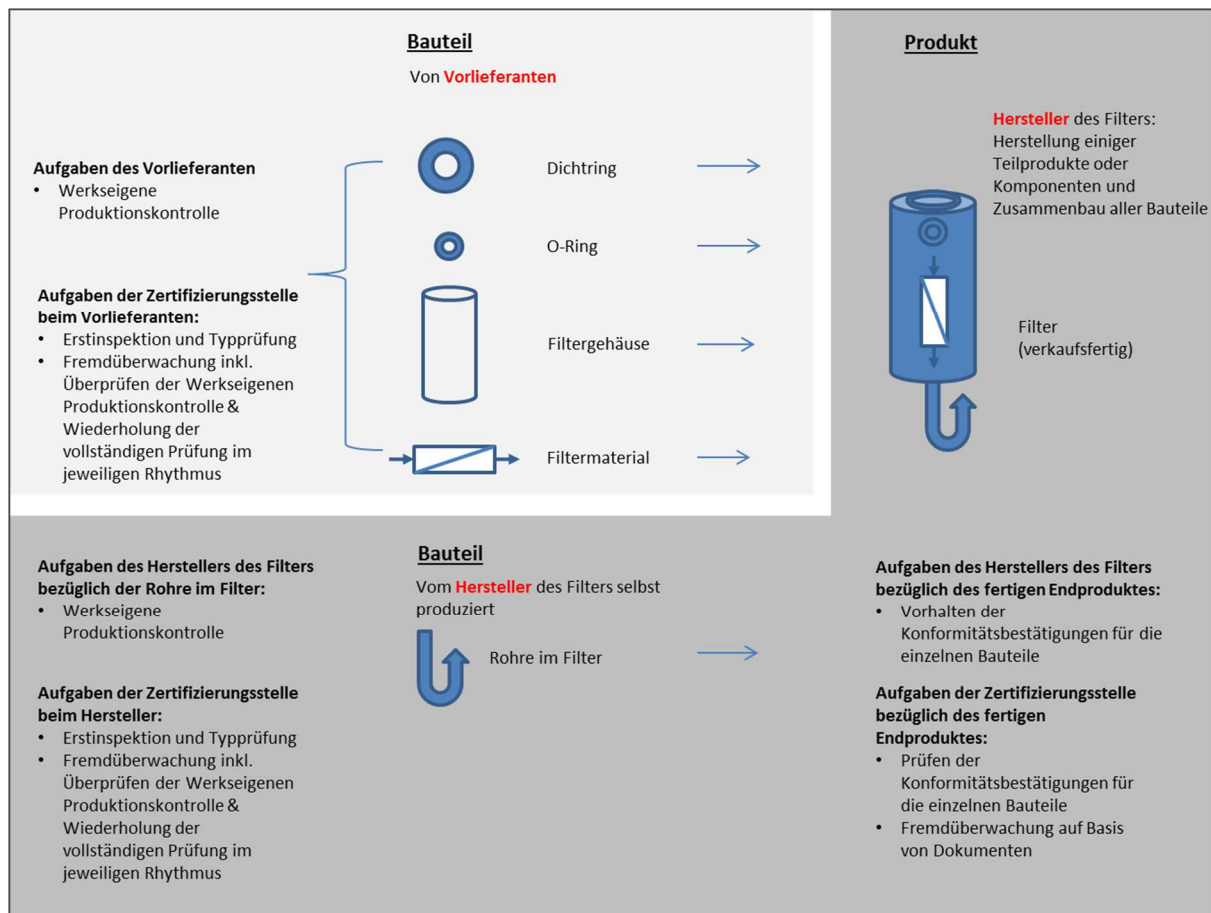 Bauteil
Von Vorlieferanten
Aufgaben des Vorlieferanten
• Werkseigene
Produktionskontrolle
Aufgaben der Zertifizierungsstelle
beim Vorlieferanten:
• Erstinspektion und Typprüfung
• Fremdüberwachung inkl.
Überprüfen der Werkseigenen
Produktionskontrolle &
Wiederholung der
vollständigen Prüfung im
jeweiligen Rhythmus
Dichtring
O-Ring
Filtergehäuse
Filtermaterial
Produkt
Hersteller des Filters:
Herstellung einiger
Teilprodukte oder
Komponenten und
Zusammenbau aller Bauteile
Filter
(verkaufsfertig)
Aufgaben des Herstellers des Filters
bezüglich der Rohre im Filter:
• Werkseigene
Produktionskontrolle
Aufgaben der Zertifizierungsstelle
beim Hersteller:
• Erstinspektion und Typprüfung
• Fremdüberwachung inkl.
Überprüfen der Werkseigenen
Produktionskontrolle &
Wiederholung der
vollständigen Prüfung im
jeweiligen Rhythmus
Bauteil
Vom Hersteller des Filters selbst
produziert
Rohre im Filter
Aufgaben des Herstellers des Filters
bezüglich des fertigen Endproduktes:
• Vorhalten der
Konformitätsbestätigungen für die
einzelnen Bauteile
Aufgaben der Zertifizierungsstelle
bezüglich des fertigen
Endproduktes:
• Prüfen der
Konformitätsbestätigungen für
die einzelnen Bauteile
• Fremdüberwachung auf Basis
von Dokumenten